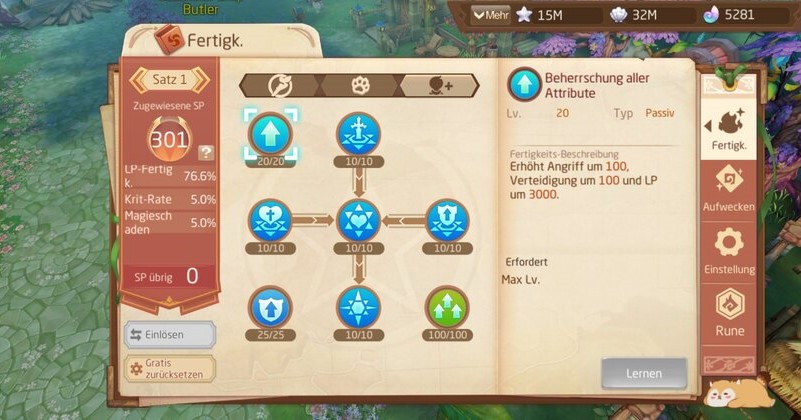 Butler
Mehr
15M
32M
5281
Fertigk.
Satz 1
Zugewiesene SP
301
?
LP-Fertig
k.
76.6%
Krit-Rate
5.0%
Magiesch
aden
5.0%
SP übrig 0
Einlösen
Gratis
zurücksetzen
20/20
10/10
10/10
10/10
10/10
25/25
10/10
100/100
Beherrschung aller
Attribute
Lv. 20 Typ Passiv
Fertigkeits-Beschreibung
Erhöht Angriff um 100,
Verteidigung um 100 und LP
um 3000.
Erfordert
Max Lv.
Lernen
Fertigk.
Aufwecken
Einstellung
Rune